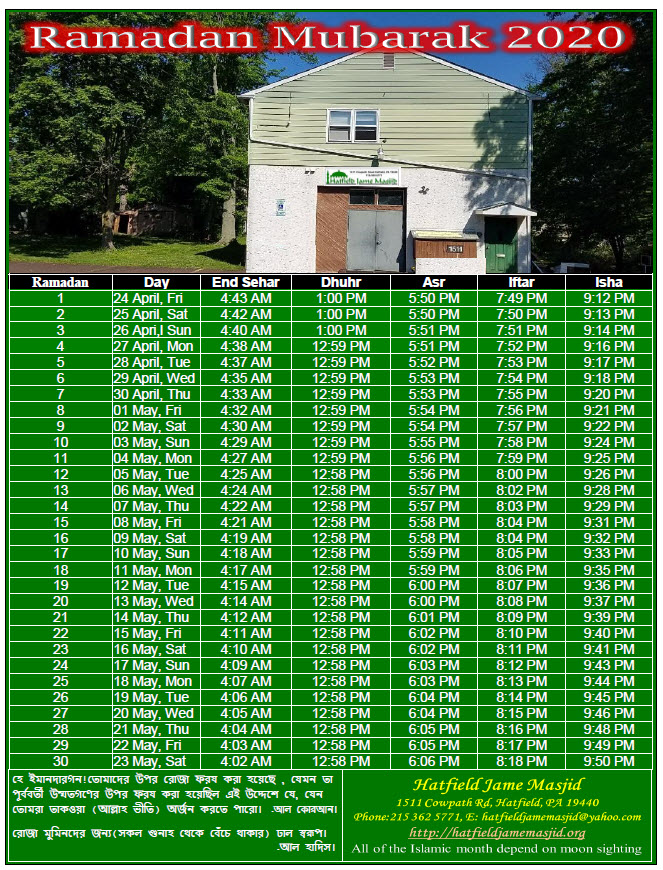 Ramadan Mubarak 2020
Hatfield Jame Masjid
1511
Ramadan Day End Sehar Dhuhr Asr Iftar Isha
1 24 April, Fri 4:43 AM 1:00 PM 5:50 PM 7:49 PM 9:12 PM
2 25 April, Sat 4:42 AM 1:00 PM 5:50 PM 7:50 PM 9:13 PM
3 26 Apri,l Sun 4:40 AM 1:00 PM 5:51 PM 7:51 PM 9:14 PM
4 27 April, Mon 4:38 AM 12:59 PM 5:51 PM 7:52 PM 9:16 PM
5 28 April, Tue 4:37 AM 12:59 PM 5:52 PM 7:53 PM 9:17 PM
6 29 April, Wed 4:35 AM 12:59 PM 5:53 PM 7:54 PM 9:18 PM
7 30 April, Thu 4:33 AM 12:59 PM 5:53 PM 7:55 PM 9:20 PM
8 01 May, Fri 4:32 AM 12:59 PM 5:54 PM 7:56 PM 9:21 PM
9 02 May, Sat 4:30 AM 12:59 PM 5:54 PM 7:57 PM 9:22 PM
10 03 May, Sun 4:29 AM 12:59 PM 5:55 PM 7:58 PM 9:24 PM
11 04 May, Mon 4:27 AM 12:59 PM 5:56 PM 7:59 PM 9:25 PM
12 05 May, Tue 4:25 AM 12:58 PM 5:56 PM 8:00 PM 9:26 PM
13 06 May, Wed 4:24 AM 12:58 PM 5:57 PM 8:02 PM 9:28 PM
14 07 May, Thu 4:22 AM 12:58 PM 5:57 PM 8:03 PM 9:29 PM
15 08 May, Fri 4:21 AM 12:58 PM 5:58 PM 8:04 PM 9:31 PM
16 09 May, Sat 4:19 AM 12:58 PM 5:58 PM 8:04 PM 9:32 PM
17 10 May, Sun 4:18 AM 12:58 PM 5:59 PM 8:05 PM 9:33 PM
18 11 May, Mon 4:17 AM 12:58 PM 5:59 PM 8:06 PM 9:35 PM
19 12 May, Tue 4:15 AM 12:58 PM 6:00 PM 8:07 PM 9:36 PM
20 13 May, Wed 4:14 AM 12:58 PM 6:00 PM 8:08 PM 9:37 PM
21 14 May, Thu 4:12 AM 12:58 PM 6:01 PM 8:09 PM 9:39 PM
22 15 May, Fri 4:11 AM 12:58 PM 6:02 PM 8:10 PM 9:40 PM
23 16 May, Sat 4:10 AM 12:58 PM 6:02 PM 8:11 PM 9:41 PM
24 17 May, Sun 4:09 AM 12:58 PM 6:03 PM 8:12 PM 9:43 PM
25 18 May, Mon 4:07 AM 12:58 PM 6:03 PM 8:13 PM 9:44 PM
26 19 May, Tue 4:06 AM 12:58 PM 6:04 PM 8:14 PM 9:45 PM
27 20 May, Wed 4:05 AM 12:58 PM 6:04 PM 8:15 PM 9:46 PM
28 21 May, Thu 4:04 AM 12:58 PM 6:05 PM 8:16 PM 9:48 PM
29 22 May, Fri 4:03 AM 12:58 PM 6:05 PM 8:17 PM 9:49 PM
30 23 May, Sat 4:02 AM 12:58 PM 6:06 PM 8:18 PM 9:50 PM
হে ইমানদারগন!তোমাদের উপর রোজা ফরয করা হয়েছে , যেমন তা
পূর্ববর্তী উম্মতগণের উপর ফরয করা হয়েছিল এই উদ্দেশে যে, যেন
তোমরা তাকওয়া (আল্লাহ ভীতি) অর্জন করতে পারো। .আল কোরআন।
রোজা মুমিনদের জন্য(সকল গুনাহ থেকে বেঁচে থাকার) ঢাল স্বরূপ।
.আল হাদিস।
Hatfield Jame Masjid
1511 Cowpath Rd, Hatfield, PA 19440
Phone:215 362 5771, E: hatfieldjamemasjid@yahoo.com
http://hatfieldjamemasjid.org
All of the Islamic month depend on moon sighting